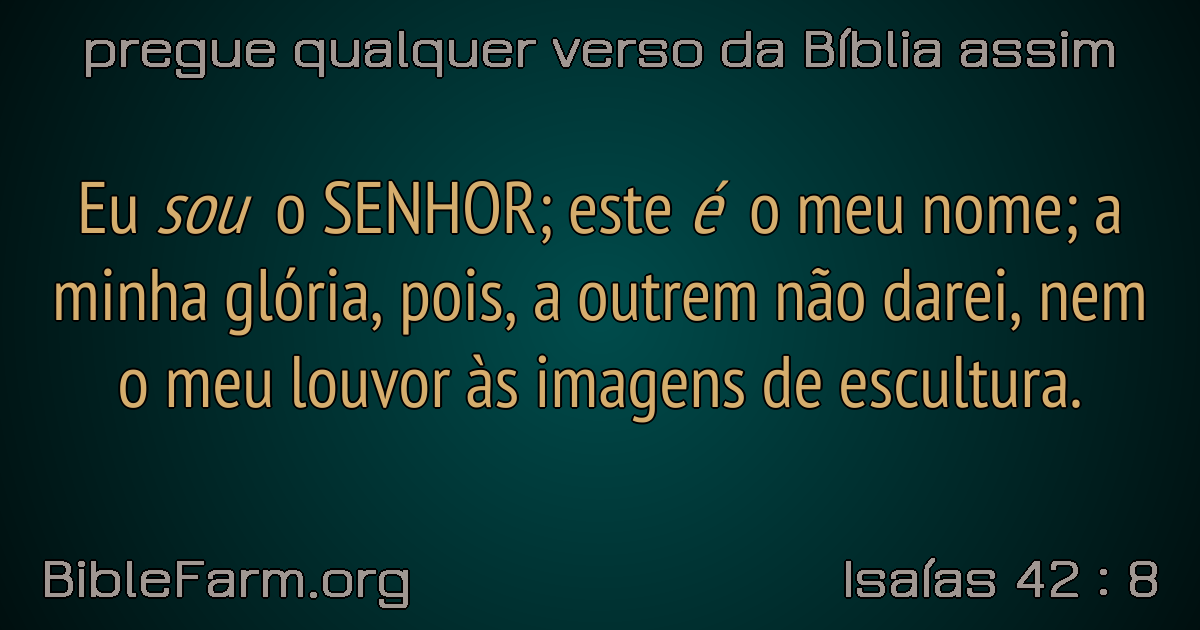 pregue qualquer verso da Bíblia assim
Eu sou o SENHOR; este é o meu nome; a
minha glória, pois, a outrem não darei, nem
o meu louvor às imagens de escultura.
BibleFarm.org
Isaías 42 : 8